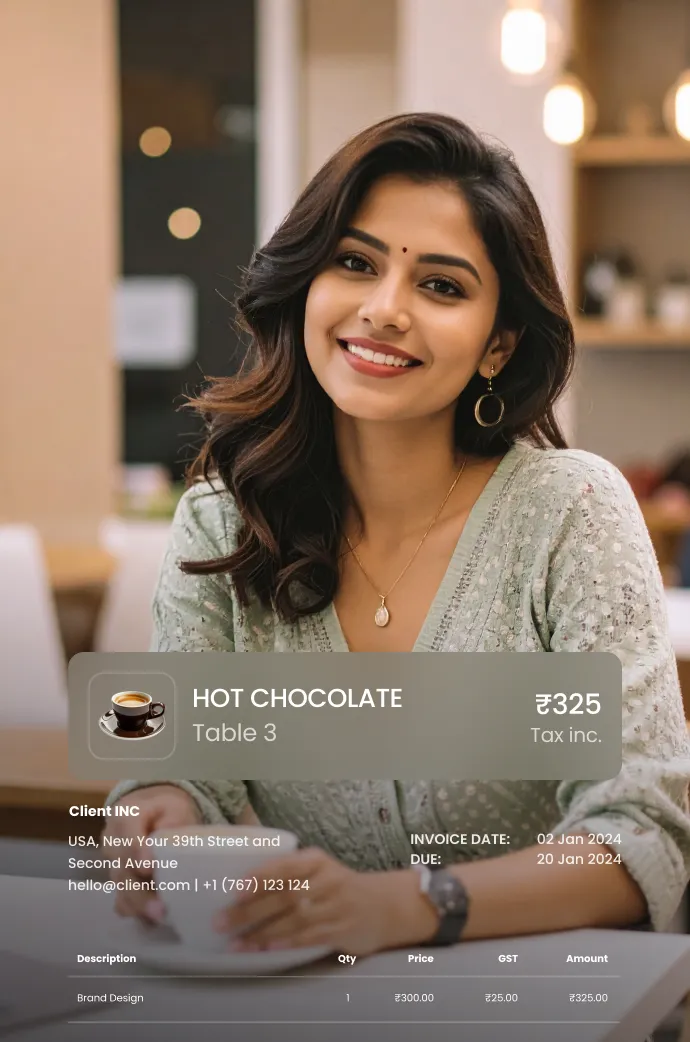 HOT CHOCOLATE
₹325
Table 3
Tax inc.
Client INC
USA, New Your 39th Street and
Second Avenue
hello@client.com | +1 (767) 123 124
INVOICE DATE: 02 Jan 2024
DUE: 20 Jan 2024
Description Qty Price GST Amount
Brand Design 1 ₹300.00 ₹25.00 ₹325.00